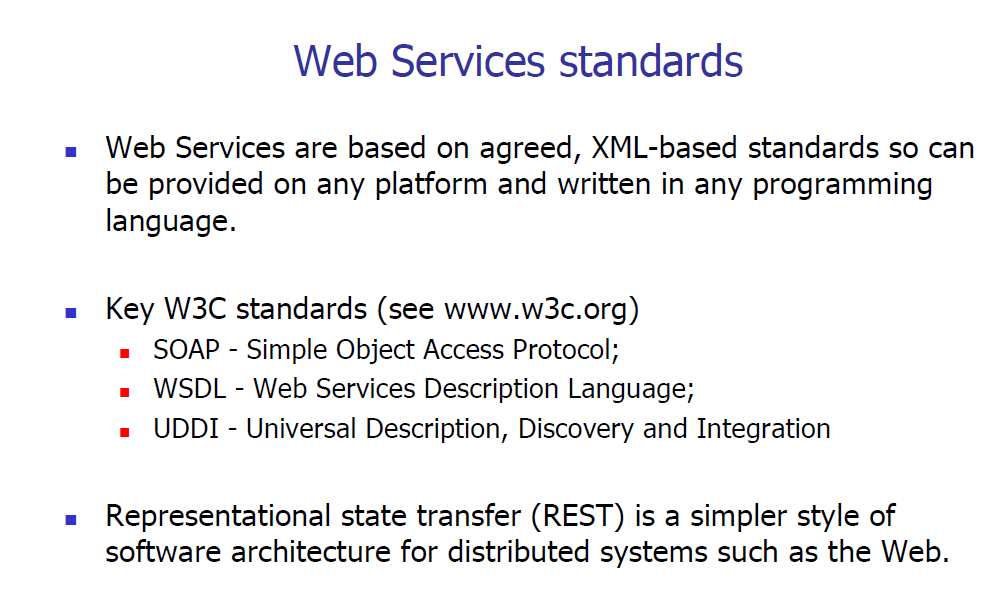 Web Services standards
Web Services are based on agreed, XML-based standards so can
be provided on any platform and written in any programming
language.
Key W3C standards (see www.w3c.org)
SOAP - Simple Object Access Protocol;
WSDL - Web Services Description Language;
UDDI - Universal Description, Discovery and Integration
Representational state transfer (REST) is a simpler style of
software architecture for distributed systems such as the Web.